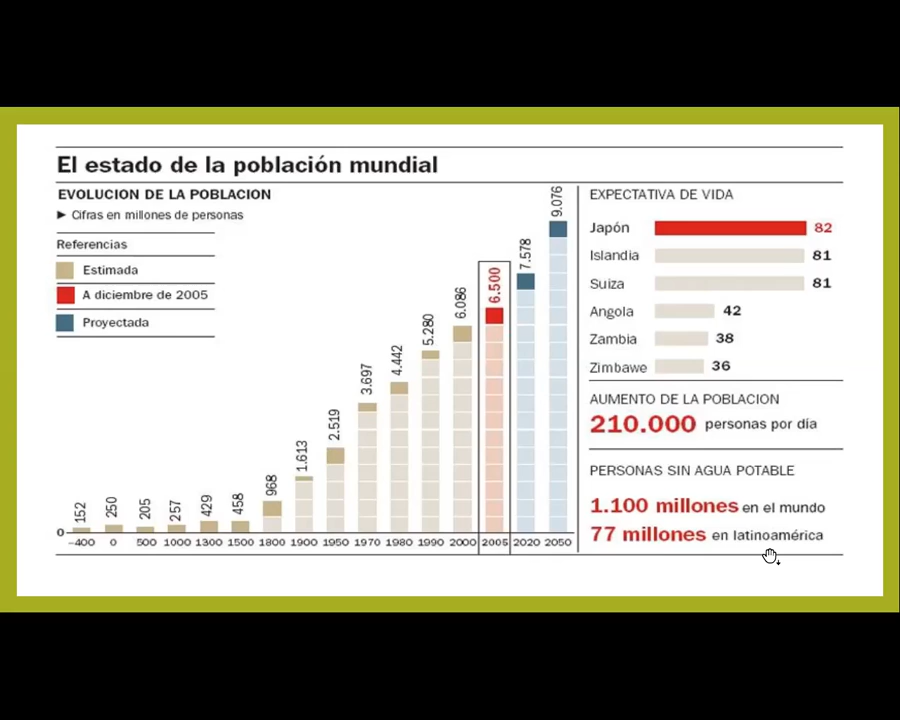 El estado de la población mundial
EVOLUCION DE LA POBLACION
► Cifras en millones de personas
Referencias
Estimada
A diciembre de 2005
Proyectada
152
250
205
257
429
458
968
1.613
2.519
3.697
4.442
5.280
6.086
6.500
7.578
9.076
0
−400 0 500 1000 1300 1500 1800 1900 1950 1970 1980 1990 2000 2005 2020 2050
EXPECTATIVA DE VIDA
Japón 82
Islandia 81
Suiza 81
Angola 42
Zambia 38
Zimbawe 36
AUMENTO DE LA POBLACION
210.000 personas por día
PERSONAS SIN AGUA POTABLE
1.100 millones en el mundo
77 millones en latinoamérica